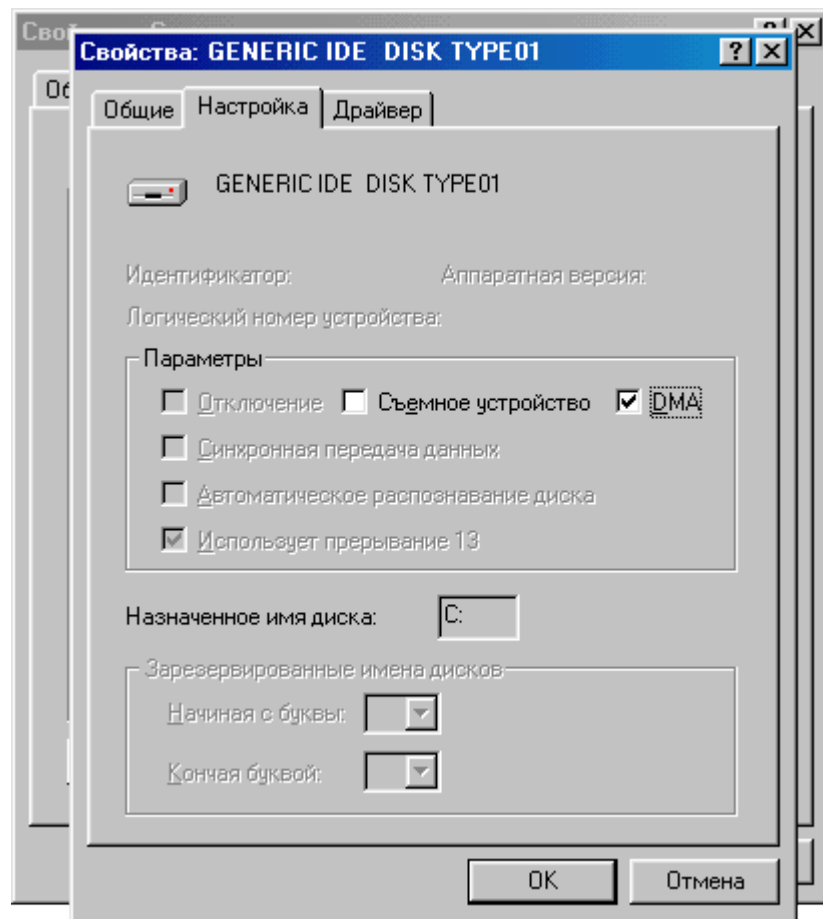 Свойства: GENERIC IDE DISK TYPE01
Общие Настройка Драйвер
GENERIC IDE DISK TYPE01
Идентификатор: Аппаратная версия:
Логический номер устройства:
Параметры
Отключение Съемное устройство DMA
Синхронная передача данных
Автоматическое распознавание диска
Использует прерывание 13
Назначенное имя диска: C:
Зарезервированные имена дисков
Начиная с буквы:
Кончая буквой:
OK Отмена